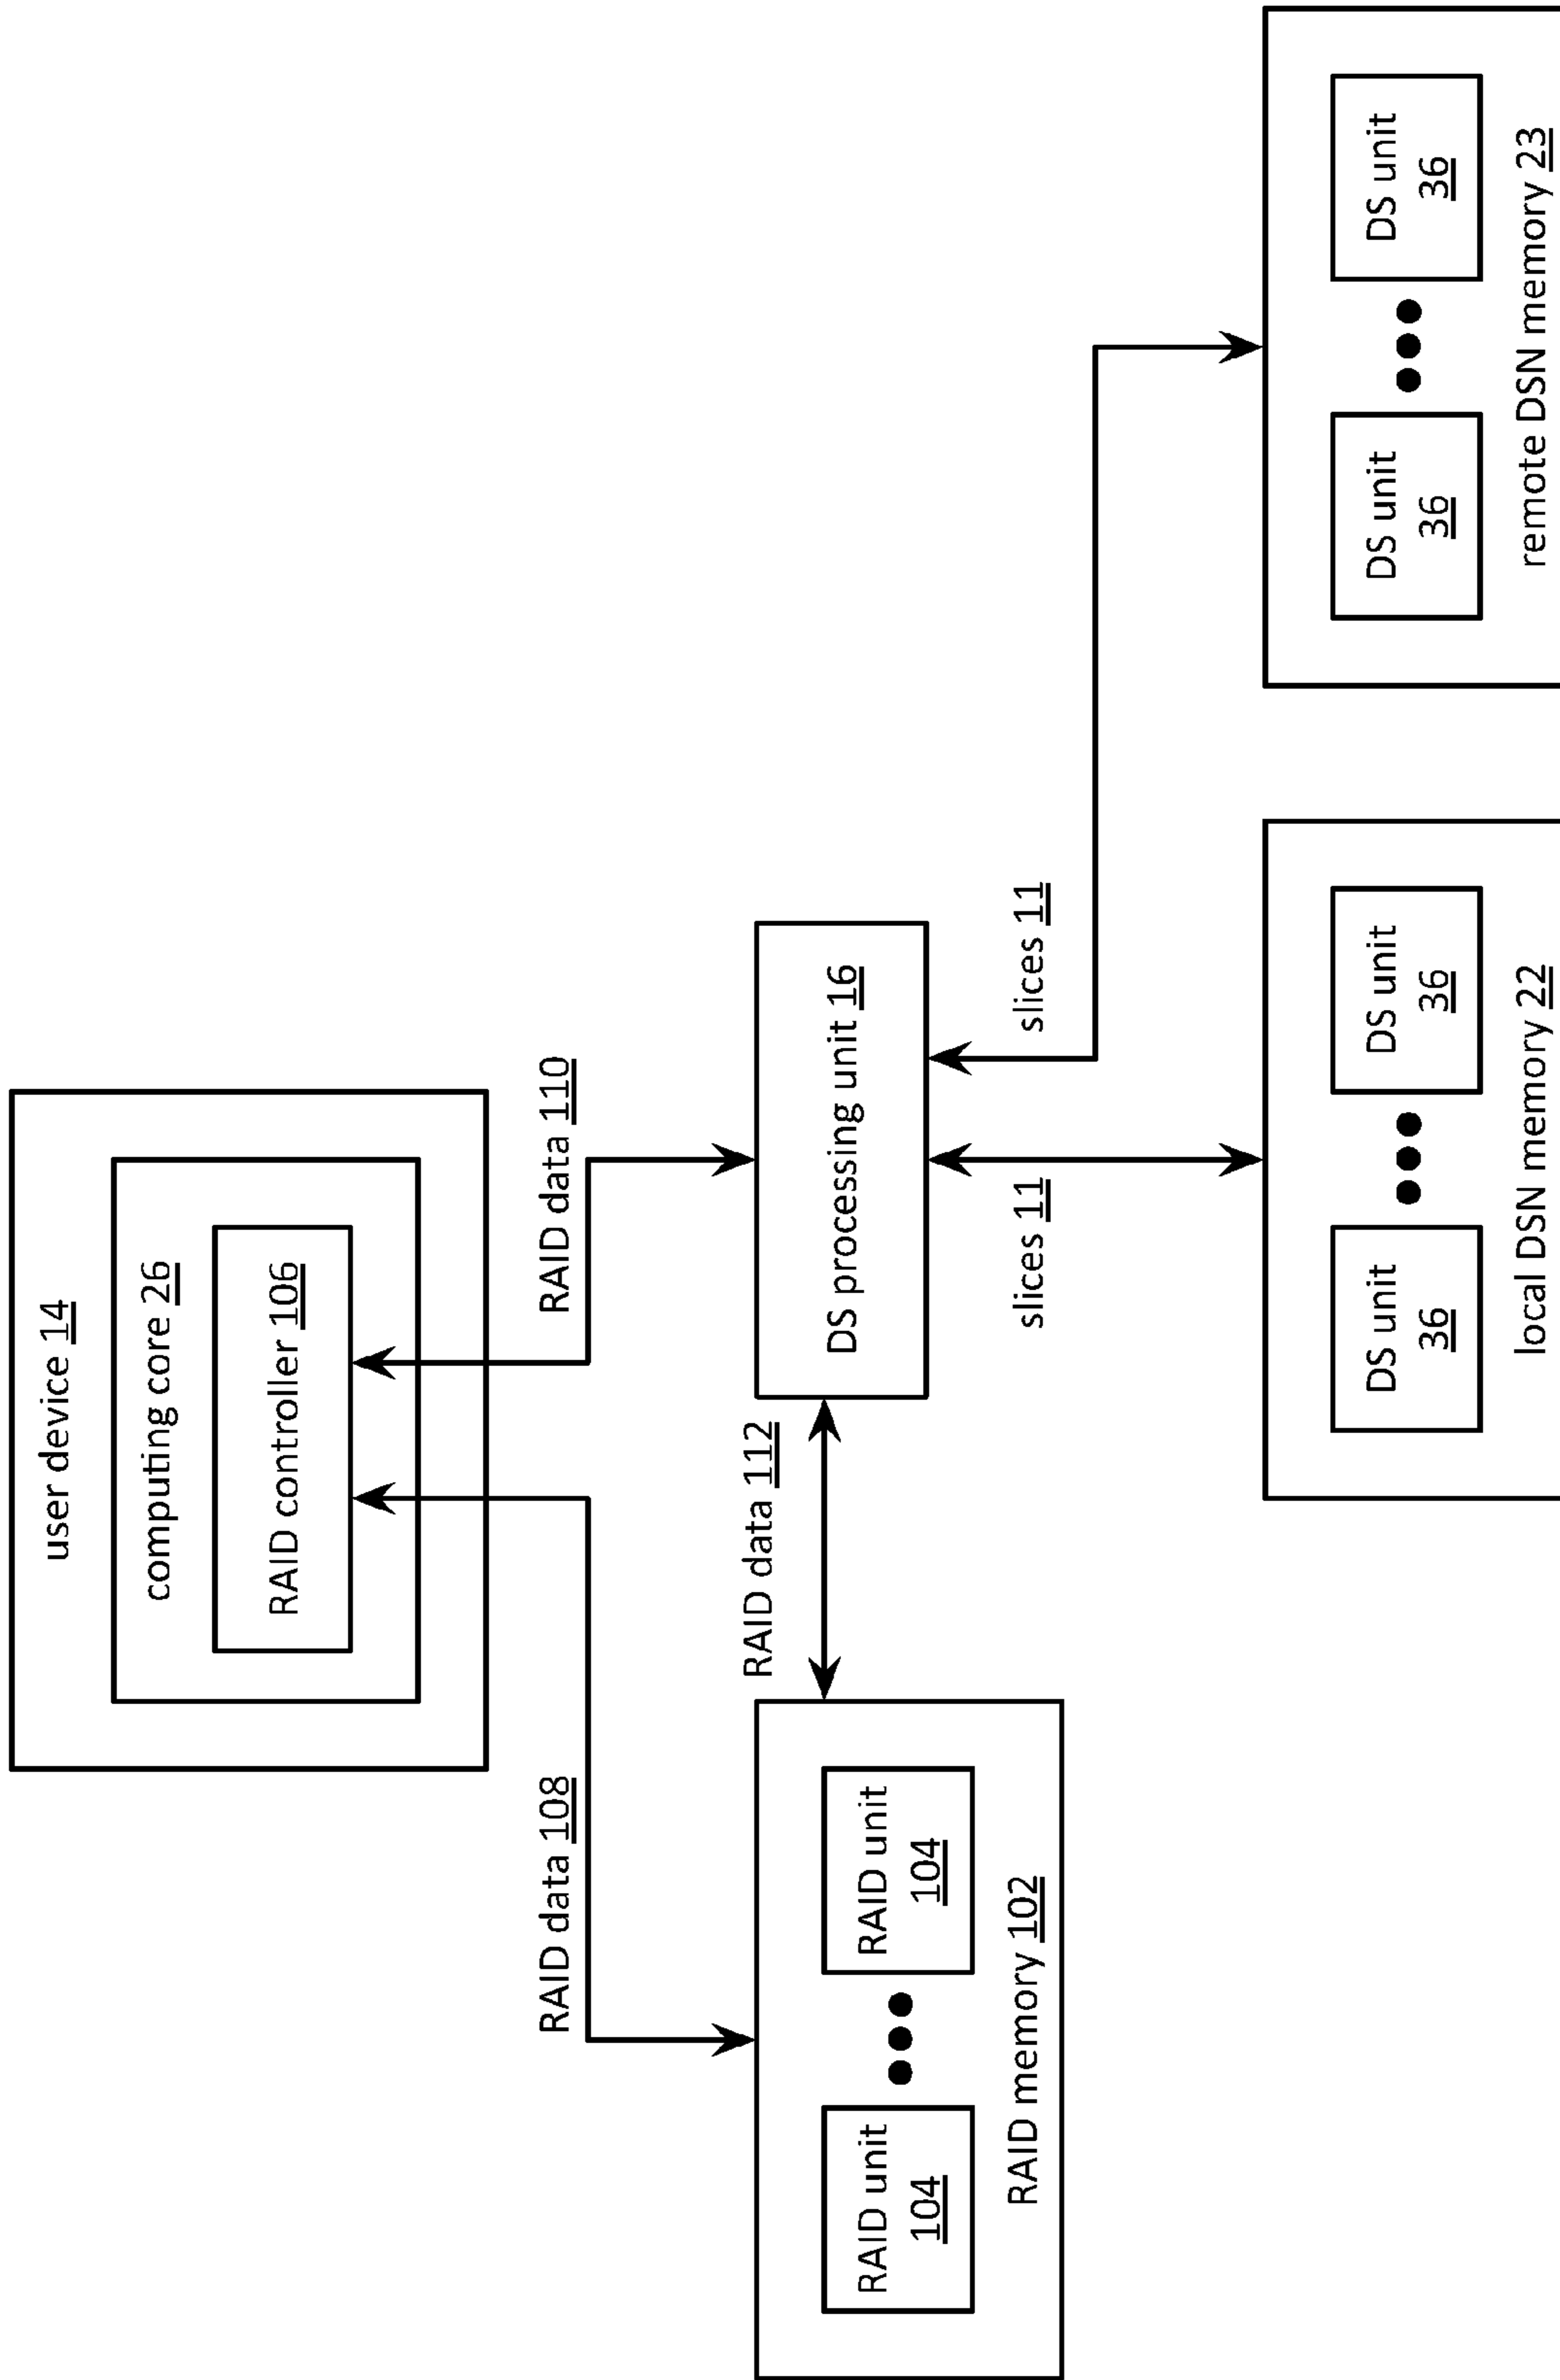 user device 14
computing core 26
RAID controller 106
RAID data 108
RAID data 110
RAID data 112
RAID unit
104
RAID unit
104
RAID memory 102
DS processing unit 16
slices 11
slices 11
DS unit
36
DS unit
36
local DSN memory 22
DS unit
36
DS unit
36
remote DSN memory 23